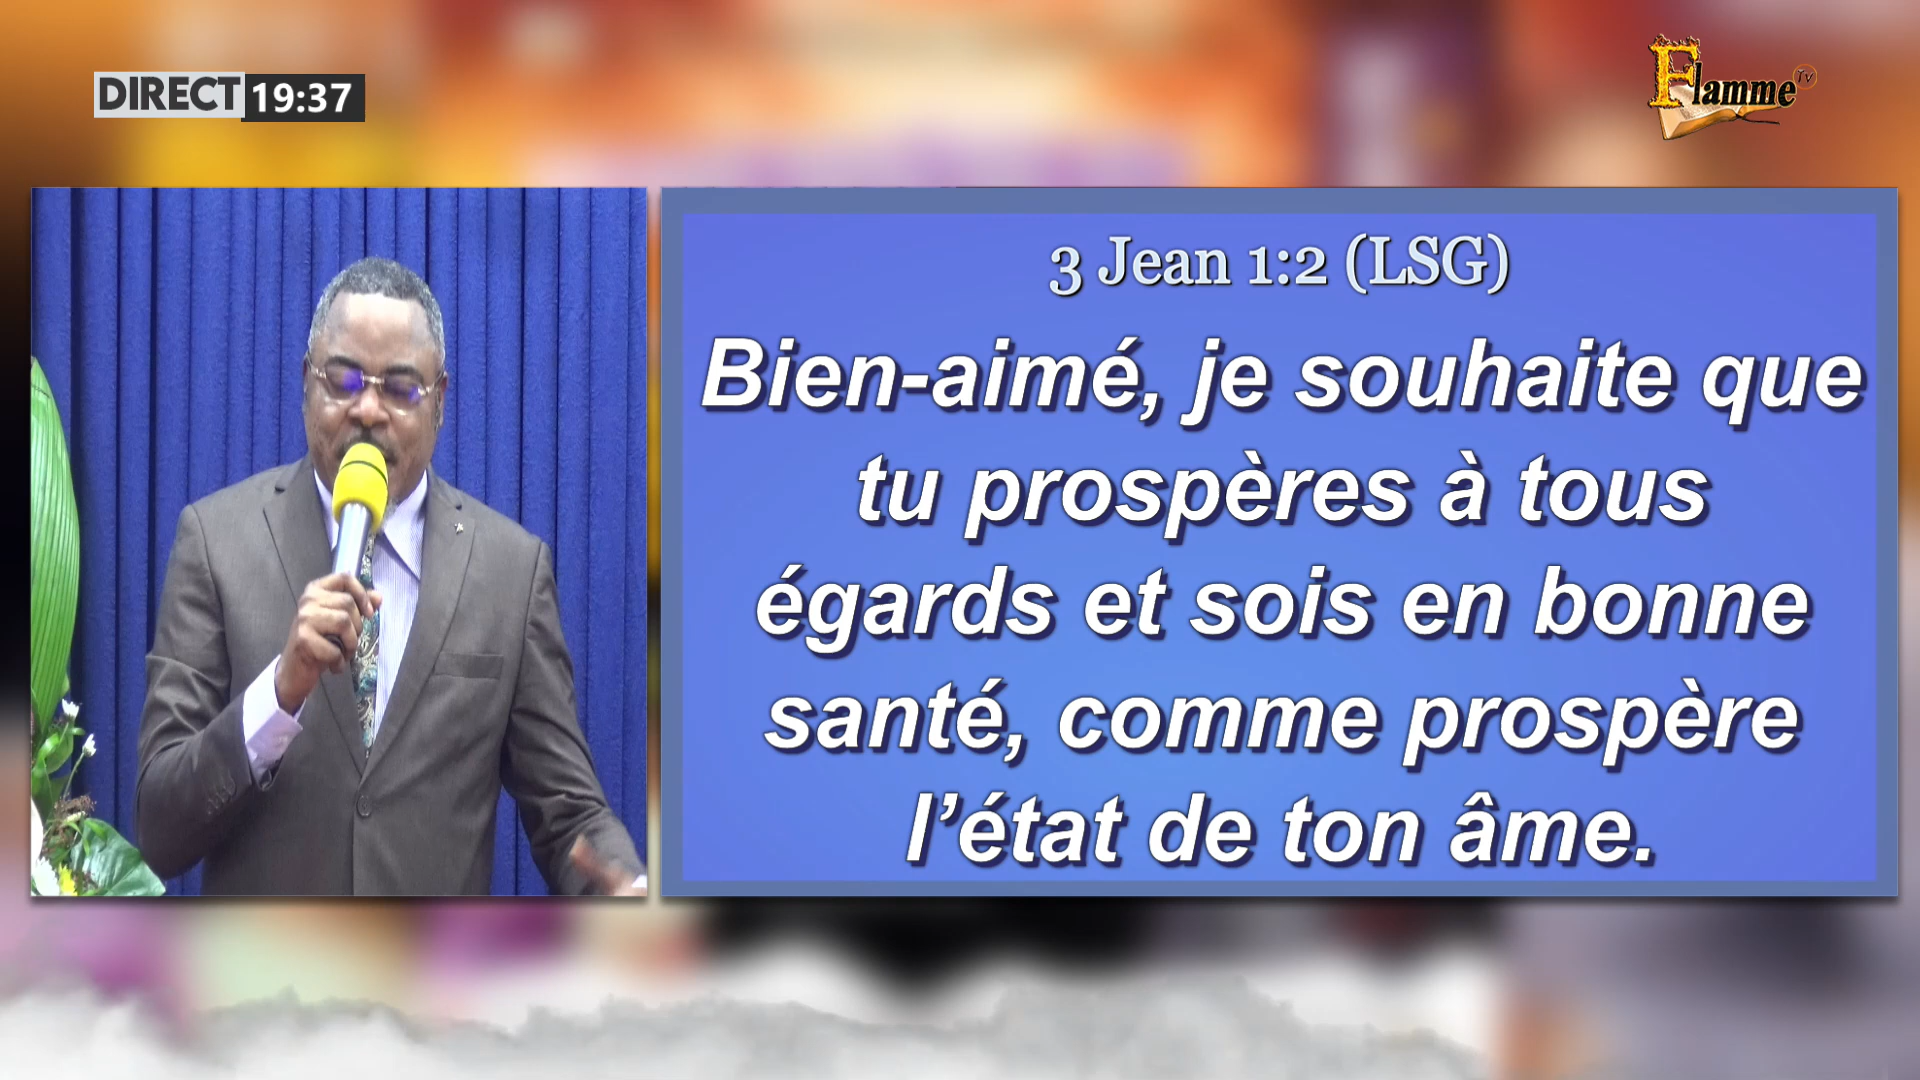 DIRECT 19:37
Flamme Tv
3 Jean 1:2 (LSG)
Bien-aimé, je souhaite que
tu prospères à tous
égards et sois en bonne
santé, comme prospère
l’état de ton âme.